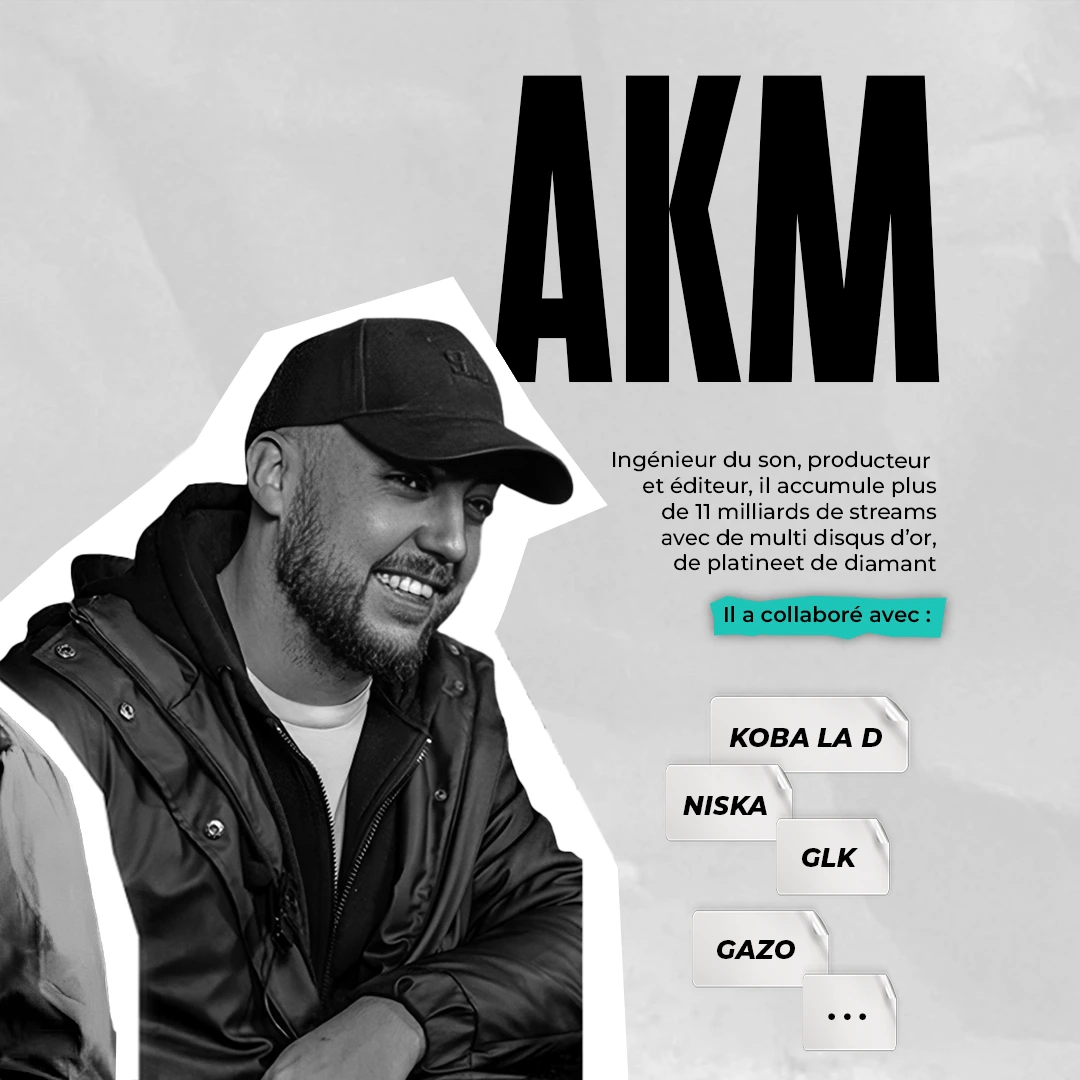 AKM
Ingénieur du son, producteur
et éditeur, il accumule plus
de 11 milliards de streams
avec de multi disqus d’or,
de platineet de diamant
Il a collaboré avec :
KOBA LA D
NISKA
GLK
GAZO
...